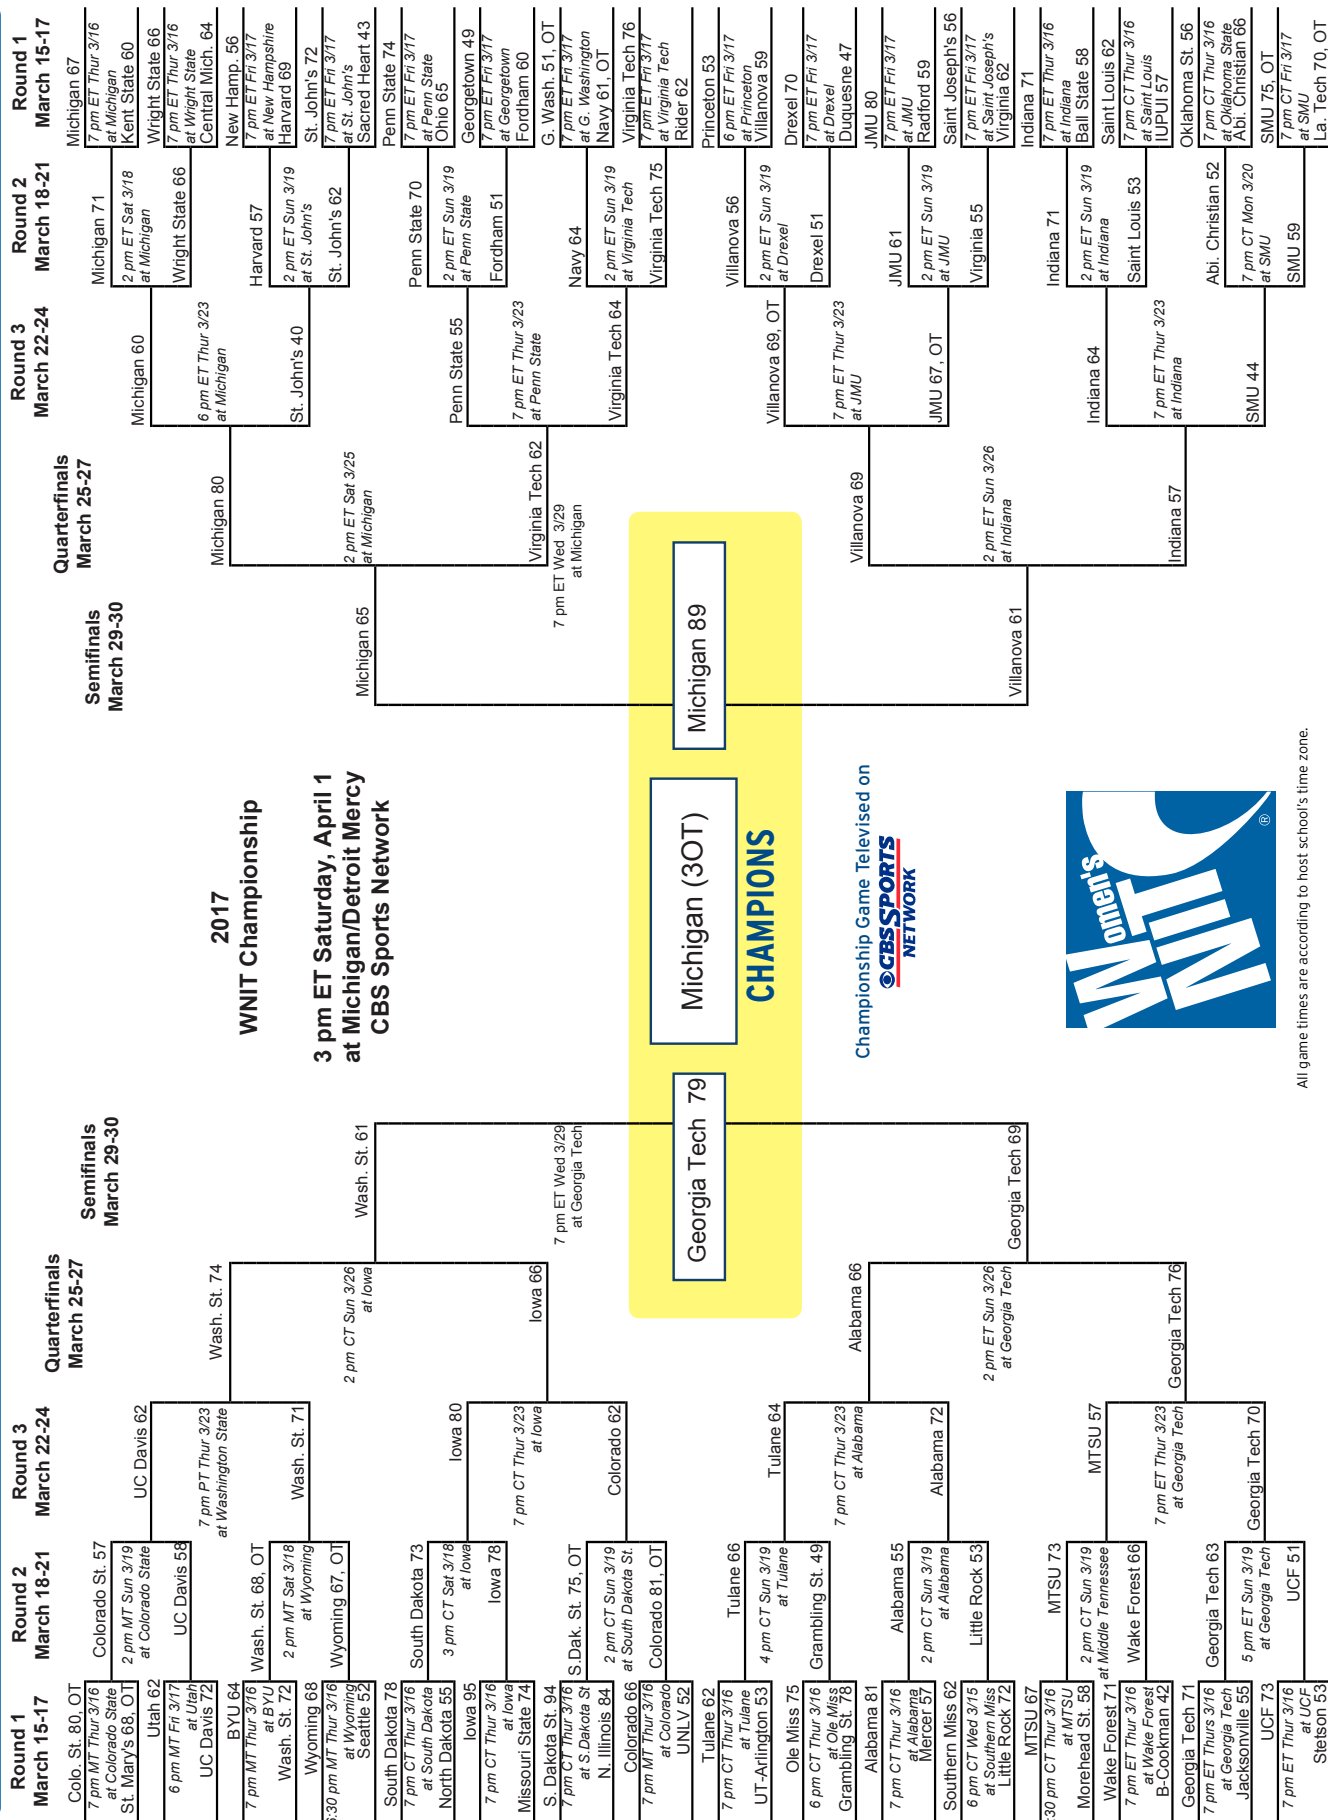 Round 1
March 15-17
Round 2
March 18-21
Round 3
March 22-24
Quarterfinals
March 25-27
Semifinals
March 29-30
Semifinals
March 29-30
Quarterfinals
March 25-27
Round 3
March 22-24
Round 2
March 18-21
Round 1
March 15-17
Colo. St. 80, OT
7 pm MT Thur 3/16
at Colorado State
St. Mary's 68, OT
Utah 62
6 pm MT Fri 3/17
at Utah
UC Davis 72
BYU 64
7 pm MT Thur 3/16
at BYU
Wash. St. 72
Wyoming 68
:30 pm MT Thur 3/16
at Wyoming
Seattle 52
South Dakota 78
7 pm CT Thur 3/16
at South Dakota
North Dakota 55
Iowa 95
7 pm CT Thur 3/16
at Iowa
Missouri State 74
S. Dakota St. 94
7 pm CT Thur 3/16
at S.Dakota St
N. Illinois 84
Colorado 66
7 pm MT Thur 3/16
at Colorado
UNLV 52
Tulane 62
7 pm CT Thur 3/16
at Tulane
UT-Arlington 53
Ole Miss 75
6 pm CT Thur 3/16
at Ole Miss
Grambling St. 78
Alabama 81
7 pm CT Thur 3/16
at Alabama
Mercer 57
Southern Miss 62
6 pm CT Wed 3/15
at Southern Miss
Little Rock 72
MTSU 67
:30 pm CT Thur 3/16
at MTSU
Morehead St. 58
Wake Forest 71
7 pm ET Thur 3/16
at Wake Forest
B-Cookman 42
Georgia Tech 71
7 pm ET Thurs 3/16
at Georgia Tech
Jacksonville 55
UCF 73
7 pm ET Thur 3/16
at UCF
Stetson 53
Colorado St. 57
2 pm MT Sun 3/19
at Colorado State
UC Davis 58
Wash. St. 68, OT
2 pm MT Sat 3/18
at Wyoming
Wyoming 67, OT
South Dakota 73
3 pm CT Sat 3/18
at Iowa
Iowa 78
S.Dak. St. 75, OT
2 pm CT Sun 3/19
at South Dakota St.
Colorado 81, OT
Tulane 66
4 pm CT Sun 3/19
at Tulane
Grambling St. 49
Alabama 55
2 pm CT Sun 3/19
at Alabama
Little Rock 53
MTSU 73
2 pm CT Sun 3/19
at Middle Tennessee
Wake Forest 66
Georgia Tech 63
5 pm ET Sun 3/19
at Georgia Tech
UCF 51
UC Davis 62
7 pm PT Thur 3/23
at Washington State
Wash. St. 71
Iowa 80
7 pm CT Thur 3/23
at Iowa
Colorado 62
Tulane 64
7 pm CT Thur 3/23
at Alabama
Alabama 72
MTSU 57
7 pm ET Thur 3/23
at Georgia Tech
Georgia Tech 70
Wash. St. 74
2 pm CT Sun 3/26
at Iowa
Iowa 66
Alabama 66
2 pm ET Sun 3/26
at Georgia Tech
Georgia Tech 76
Wash. St. 61
7 pm ET Wed 3/29
at Georgia Tech
Georgia Tech 69
Georgia Tech 79
2017
WNIT Championship
3 pm ET Saturday, April 1
at Michigan/Detroit Mercy
CBS Sports Network
Michigan (3OT)
CHAMPIONS
Championship Game Televised on
CBS SPORTS
NETWORK
Women's
NIT
®
All game times are according to host school's time zone.
Michigan 89
Michigan 65
7 pm ET Wed 3/29
at Michigan
Villanova 61
Michigan 80
2 pm ET Sat 3/25
at Michigan
Virginia Tech 62
Villanova 69
2 pm ET Sun 3/26
at Indiana
Indiana 57
Michigan 60
6 pm ET Thur 3/23
at Michigan
St. John's 40
Penn State 55
7 pm ET Thur 3/23
at Penn State
Virginia Tech 64
Villanova 69, OT
7 pm ET Thur 3/23
at JMU
JMU 67, OT
Indiana 64
7 pm ET Thur 3/23
at Indiana
SMU 44
Michigan 71
2 pm ET Sat 3/18
at Michigan
Wright State 66
Harvard 57
2 pm ET Sun 3/19
at St. John's
St. John's 62
Penn State 70
2 pm ET Sun 3/19
at Penn State
Fordham 51
Navy 64
2 pm ET Sun 3/19
at Virginia Tech
Virginia Tech 75
Villanova 56
2 pm ET Sun 3/19
at Drexel
Drexel 51
JMU 61
2 pm ET Sun 3/19
at JMU
Virginia 55
Indiana 71
2 pm ET Sun 3/19
at Indiana
Saint Louis 53
Abi. Christian 52
7 pm CT Mon 3/20
at SMU
SMU 59
Michigan 67
7 pm ET Thur 3/16
at Michigan
Kent State 60
Wright State 66
7 pm ET Thur 3/16
at Wright State
Central Mich. 64
New Hamp. 56
7 pm ET Fri 3/17
at New Hampshire
Harvard 69
St. John's 72
7 pm ET Fri 3/17
at St. John's
Sacred Heart 43
Penn State 74
7 pm ET Fri 3/17
at Penn State
Ohio 65
Georgetown 49
7 pm ET Fri 3/17
at Georgetown
Fordham 60
G. Wash. 51, OT
7 pm ET Fri 3/17
at G. Washington
Navy 61, OT
Virginia Tech 76
7 pm ET Fri 3/17
at Virginia Tech
Rider 62
Princeton 53
6 pm ET Fri 3/17
at Princeton
Villanova 59
Drexel 70
7 pm ET Fri 3/17
at Drexel
Duquesne 47
JMU 80
7 pm ET Fri 3/17
at JMU
Radford 59
Saint Joseph's 56
7 pm ET Fri 3/17
at Saint Joseph's
Virginia 62
Indiana 71
7 pm ET Thur 3/16
at Indiana
Ball State 58
Saint Louis 62
7 pm CT Thur 3/16
at Saint Louis
IUPUI 57
Oklahoma St. 56
7 pm CT Thur 3/16
at Oklahoma State
Abi. Christian 66
SMU 75, OT
7 pm CT Fri 3/17
at SMU
La. Tech 70, OT